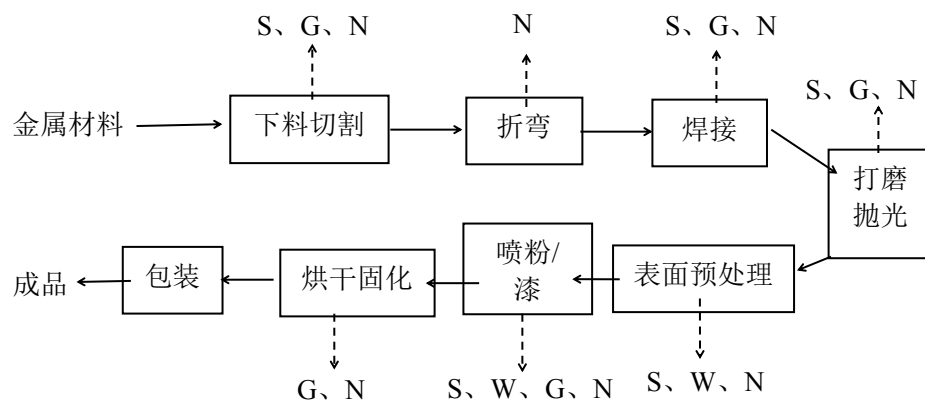 S、G、N
N
S、G、N
S、G、N
金属材料
下料切割
折弯
焊接
打磨
抛光
成品
包装
烘干固化
喷粉/
漆
表面预处理
G、N
S、W、G、N
S、W、N